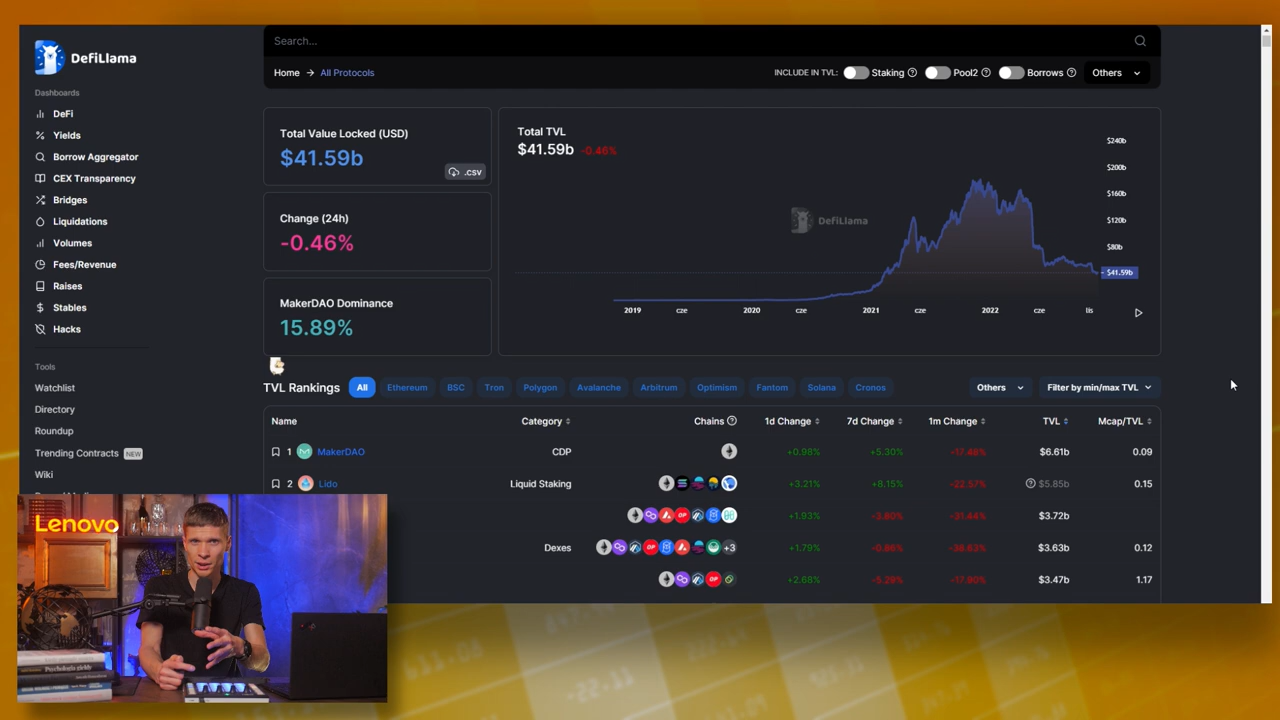 DefiLlama
Dashboards
DeFi
Yields
Borrow Aggregator
CEX Transparency
Bridges
Liquidations
Volumes
Fees/Revenue
Raises
Stables
Hacks
Tools
Watchlist
Directory
Roundup
Trending Contracts NEW
Wiki
Search...
Home → All Protocols
INCLUDE IN TVL: Staking Pool2 Borrows Others
Total Value Locked (USD)
$41.59b
.csv
Change (24h)
-0.46%
MakerDAO Dominance
15.89%
Total TVL
$41.59b -0.46%
DefiLlama
$240b
$200b
$160b
$120b
$80b
$41.59b
2019 cze 2020 cze 2021 cze 2022 cze lis
TVL Rankings All Ethereum BSC Tron Polygon Avalanche Arbitrum Optimism Fantom Solana Cronos Others Filter by min/max TVL
Name Category Chains 1d Change 7d Change 1m Change TVL Mcap/TVL
1 MakerDAO CDP +0.98% +5.30% -17.48% $6.61b 0.09
2 Lido Liquid Staking +3.21% +8.15% -22.57% $5.85b 0.15
+1.93% -3.80% -31.44% $3.72b
Dexes +3 +1.79% -0.86% -38.83% $3.63b 0.12
+2.68% -5.29% -17.80% $3.47b 1.17
Lenovo